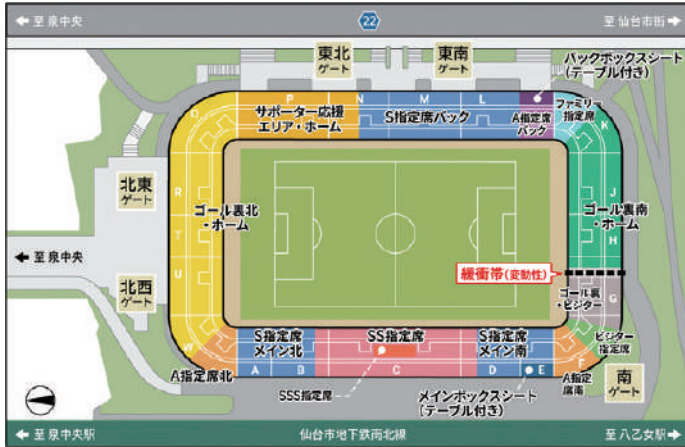 ← 至 泉中央
22
至 仙台市街 →
東北
ゲート
東南
ゲート
バックボックスシート
(テーブル付き)
サポーター応援
エリア・ホーム
S指定席バック
A指定席
バック
ファミリー
指定席
Q
P
N
M
L
K
北東
ゲート
R
T
U
ゴール裏北
・ホーム
J
H
ゴール裏南
・ホーム
← 至 泉中央
緩衝帯(変動性)
北西
ゲート
ゴール裏
・ビジター
G
ビジター
指定席
S指定席
メイン北
SS指定席
S指定席
メイン南
W
A
B
C
D
E
F
A指定席北
SSS指定席
メインボックスシート
(テーブル付き)
A指定
席南
南
ゲート
← 至 泉中央駅
仙台市地下鉄南北線
至 八乙女駅 →